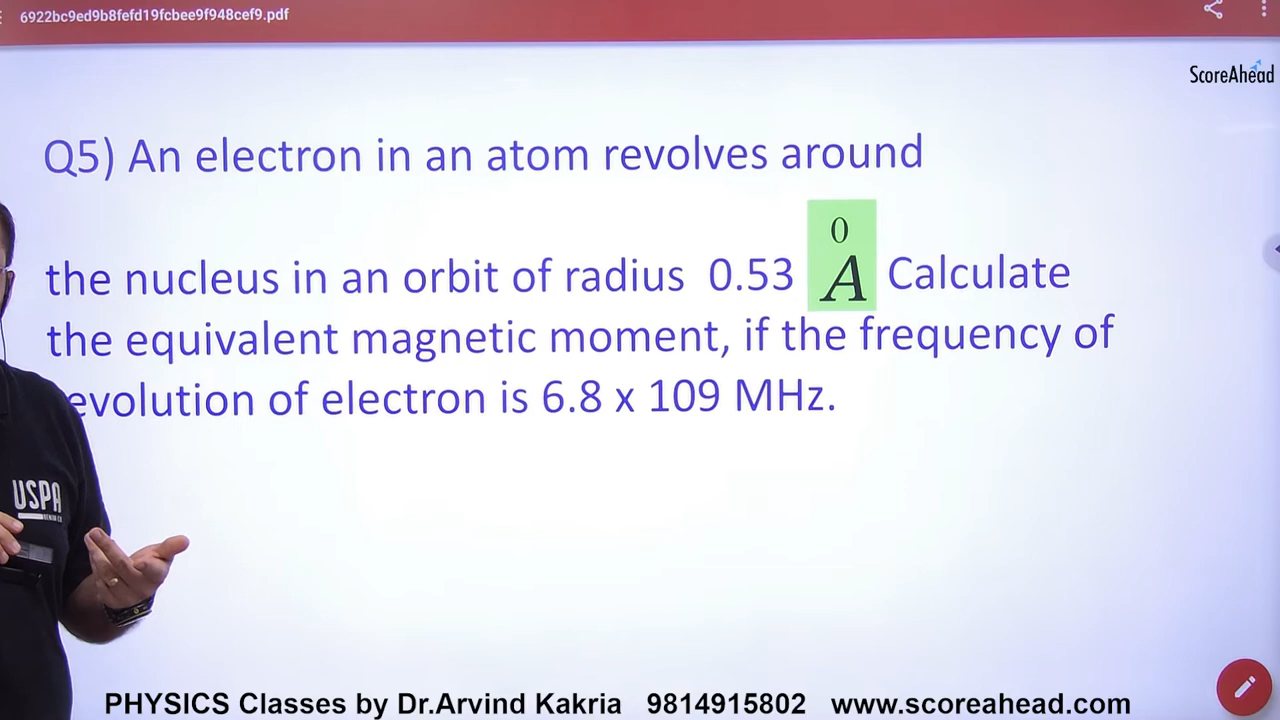 6922bc9ed9b8fefd19fcbee9f948cef9.pdf
ScoreAhead
Q5) An electron in an atom revolves around
0
the nucleus in an orbit of radius 0.53 A Calculate
the equivalent magnetic moment, if the frequency of
evolution of electron is 6.8 x 109 MHz.
USPA
PHYSICS Classes by Dr.Arvind Kakria 9814915802 www.scoreahead.com